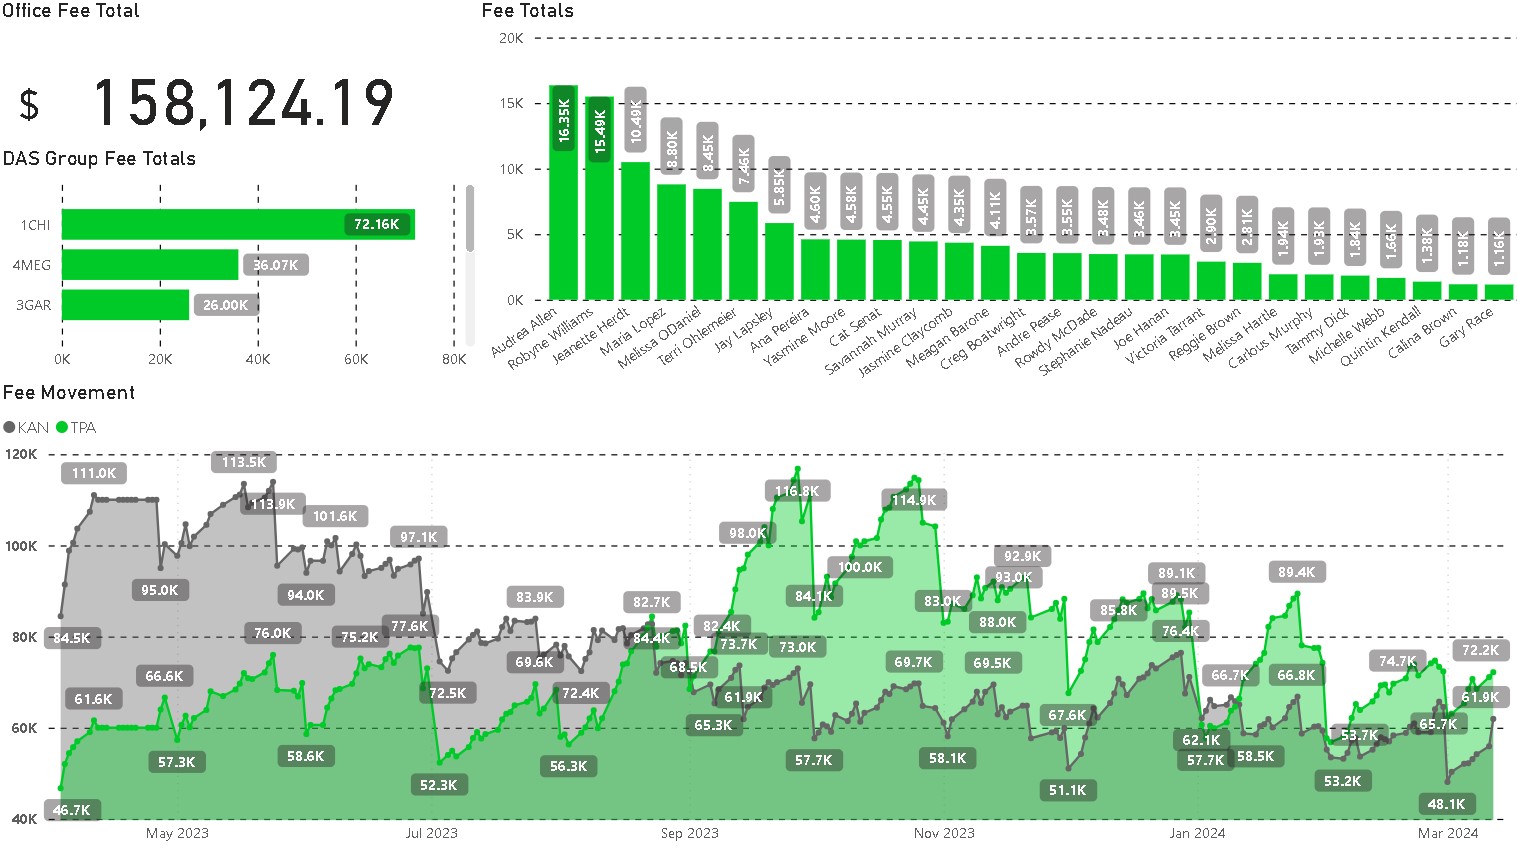 Office Fee Total
$ 158,124.19
DAS Group Fee Totals
1CHI 72.16K
4MEG 36.07K
3GAR 26.00K
0K 20K 40K 60K 80K
Fee Totals
20K
15K
10K
5K
0K
16.35K 15.49K 10.49K 8.80K 8.45K 7.46K 5.85K 4.60K 4.58K 4.55K 4.45K 4.35K 4.11K 3.57K 3.55K 3.48K 3.46K 3.45K 2.90K 2.81K 1.94K 1.93K 1.84K 1.66K 1.38K 1.18K 1.16K
Audrea Allen
Robyne Williams
Jeanette Herdt
Maria Lopez
Melissa ODaniel
Terri Ohlemeier
Jay Lapsley
Ana Pereira
Yasmine Moore
Cat Senat
Savannah Murray
Jasmine Claycomb
Meagan Barone
Creg Boatwright
Andre Pease
Rowdy McDade
Stephanie Nadeau
Joe Hanan
Victoria Tarrant
Reggie Brown
Melissa Hartle
Carlous Murphy
Tammy Dick
Michelle Webb
Quintin Kendall
Calina Brown
Gary Race
Fee Movement
KAN TPA
120K
100K
80K
60K
40K
84.5K 111.0K 95.0K 113.5K 113.9K 94.0K 101.6K 97.1K 72.5K 83.9K 72.4K 82.7K 65.3K 73.7K 61.9K 73.0K 57.7K 69.7K 58.1K 69.5K 51.1K 76.4K 57.7K 66.7K 58.5K 66.8K 53.2K 65.7K 48.1K 61.9K
46.7K 61.6K 66.6K 57.3K 76.0K 58.6K 75.2K 77.6K 52.3K 69.6K 56.3K 84.4K 68.5K 82.4K 98.0K 116.8K 84.1K 100.0K 114.9K 83.0K 92.9K 93.0K 88.0K 67.6K 85.8K 89.1K 89.5K 62.1K 89.4K 53.7K 74.7K 72.2K
May 2023 Jul 2023 Sep 2023 Nov 2023 Jan 2024 Mar 2024